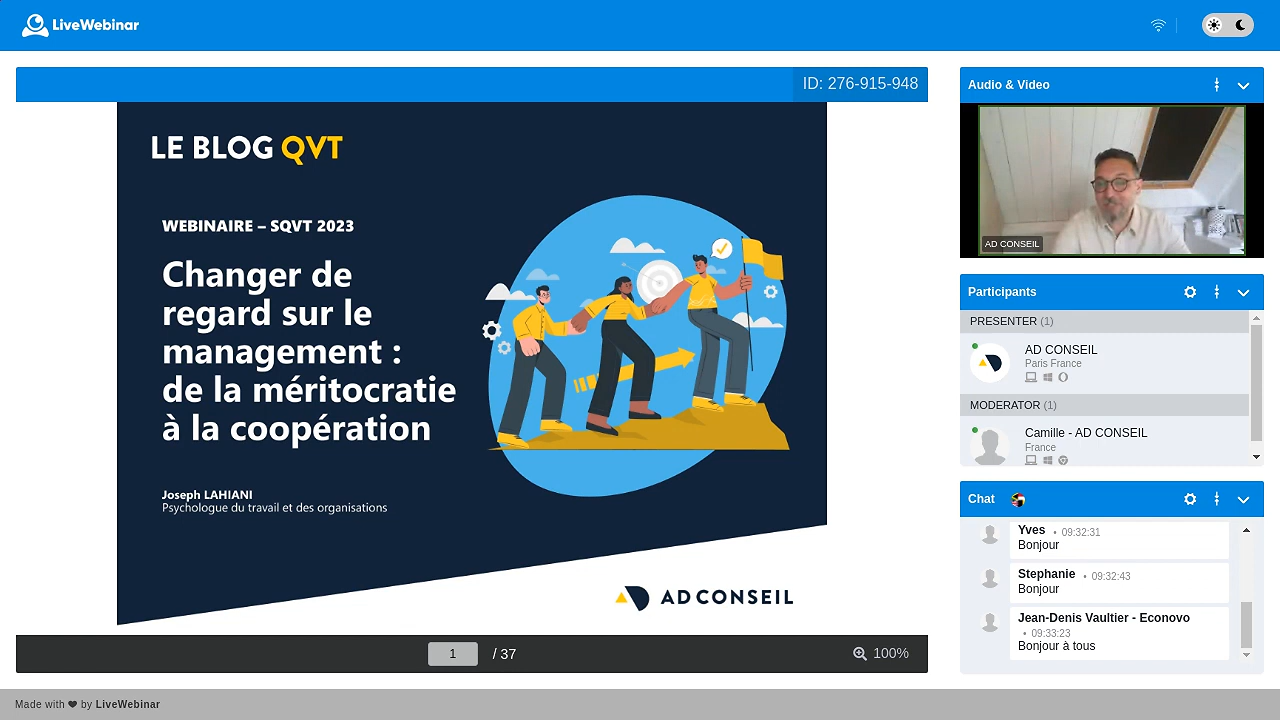 LiveWebinar
ID: 276-915-948
LE BLOG QVT
WEBINAIRE – SQVT 2023
Changer de
regard sur le
management :
de la méritocratie
à la coopération
Joseph LAHIANI
Psychologue du travail et des organisations
AD CONSEIL
1 / 37
100%
Audio & Video
AD CONSEIL
Participants
PRESENTER (1)
AD CONSEIL
Paris France
MODERATOR (1)
Camille - AD CONSEIL
France
Chat
Yves • 09:32:31
Bonjour
Stephanie • 09:32:43
Bonjour
Jean-Denis Vaultier - Econovo
• 09:33:23
Bonjour à tous
Made with ❤ by LiveWebinar